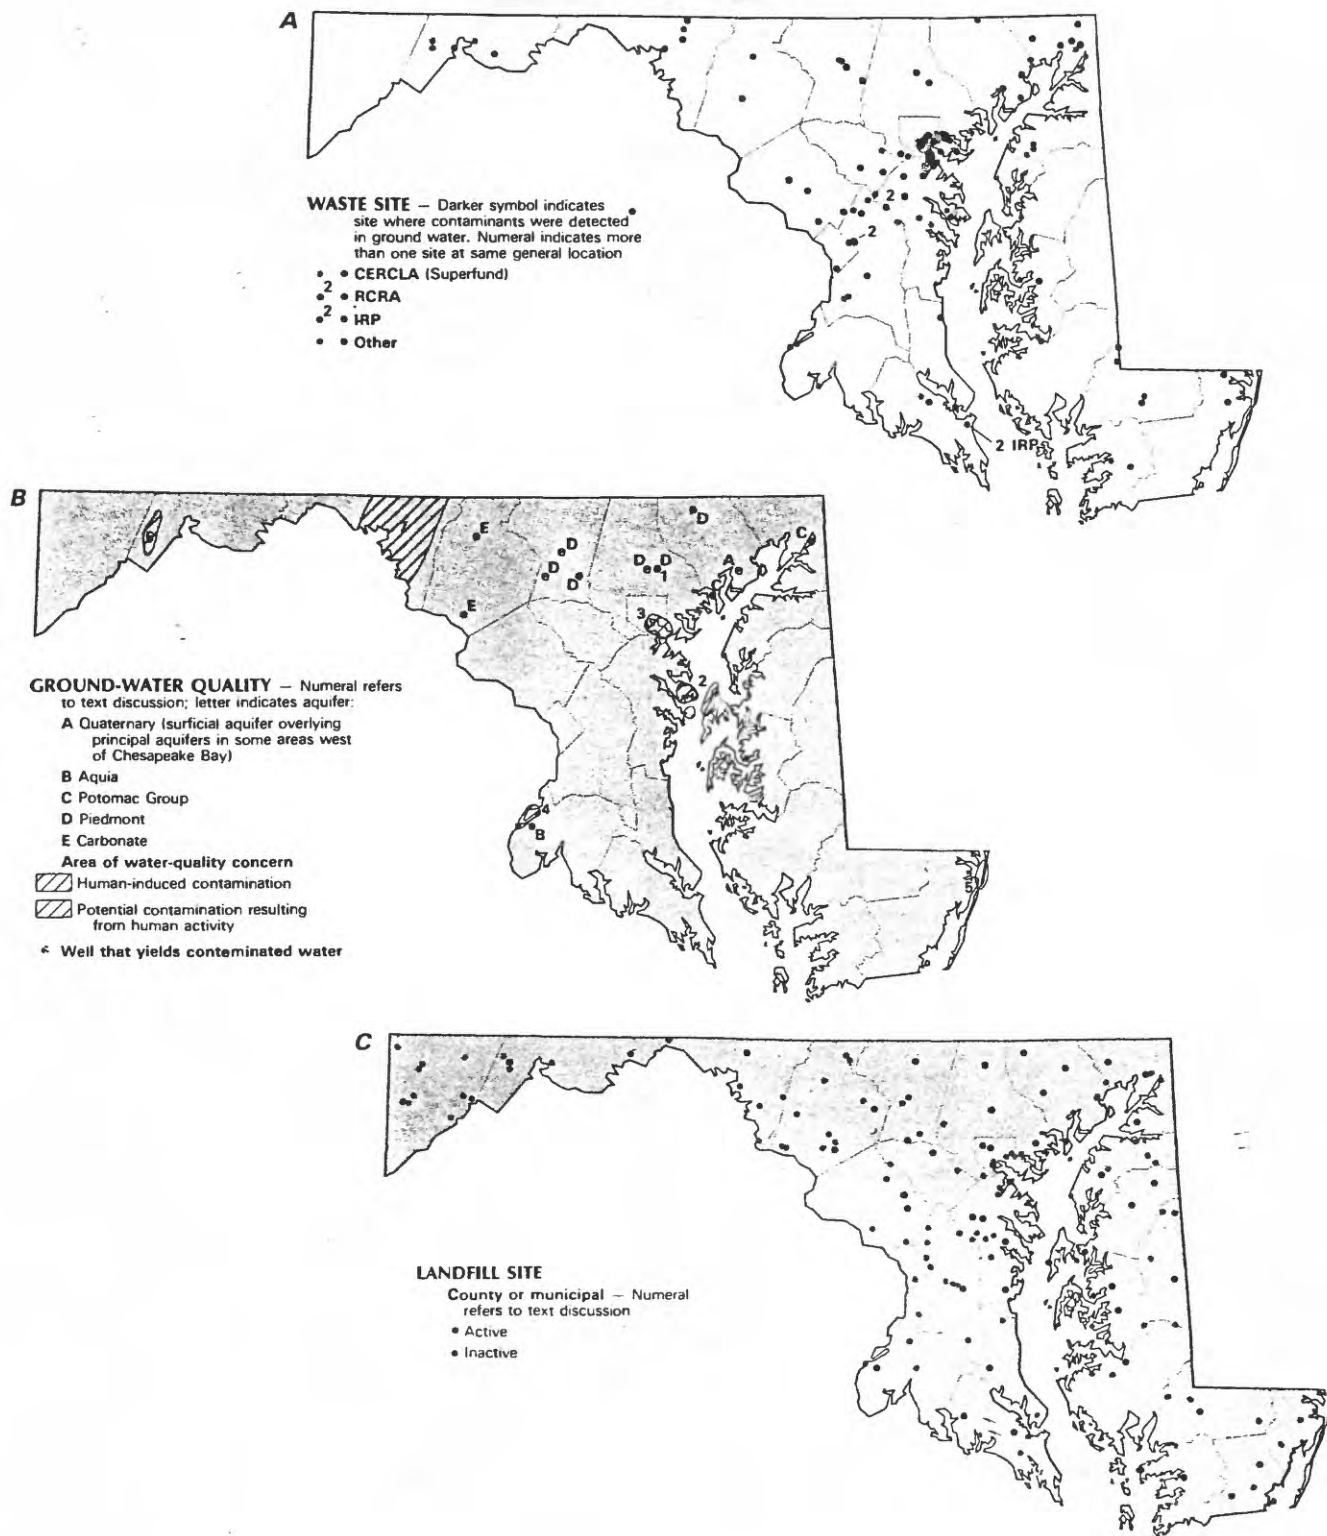 A
WASTE SITE — Darker symbol indicates
site where contaminants were detected
in ground water. Numeral indicates more
than one site at same general location
CERCLA (Superfund)
2 RCRA
2 IRP
Other
2
2
2 IRP
B
E
D
D
D
D
D
D
1
A
C
E
3
2
4
B
GROUND-WATER QUALITY — Numeral refers
to text discussion; letter indicates aquifer:
A Quaternary (surficial aquifer overlying
principal aquifers in some areas west
of Chesapeake Bay)
B Aquia
C Potomac Group
D Piedmont
E Carbonate
Area of water-quality concern
Human-induced contamination
Potential contamination resulting
from human activity
Well that yields contaminated water
C
LANDFILL SITE
County or municipal — Numeral
refers to text discussion
Active
Inactive